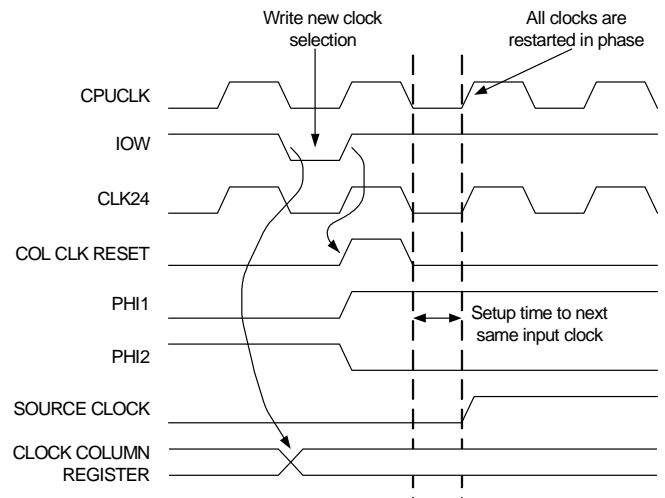 Write new clock
selection
All clocks are
restarted in phase
CPUCLK
IOW
CLK24
COL CLK RESET
PHI1
Setup time to next
same input clock
PHI2
SOURCE CLOCK
CLOCK COLUMN
REGISTER